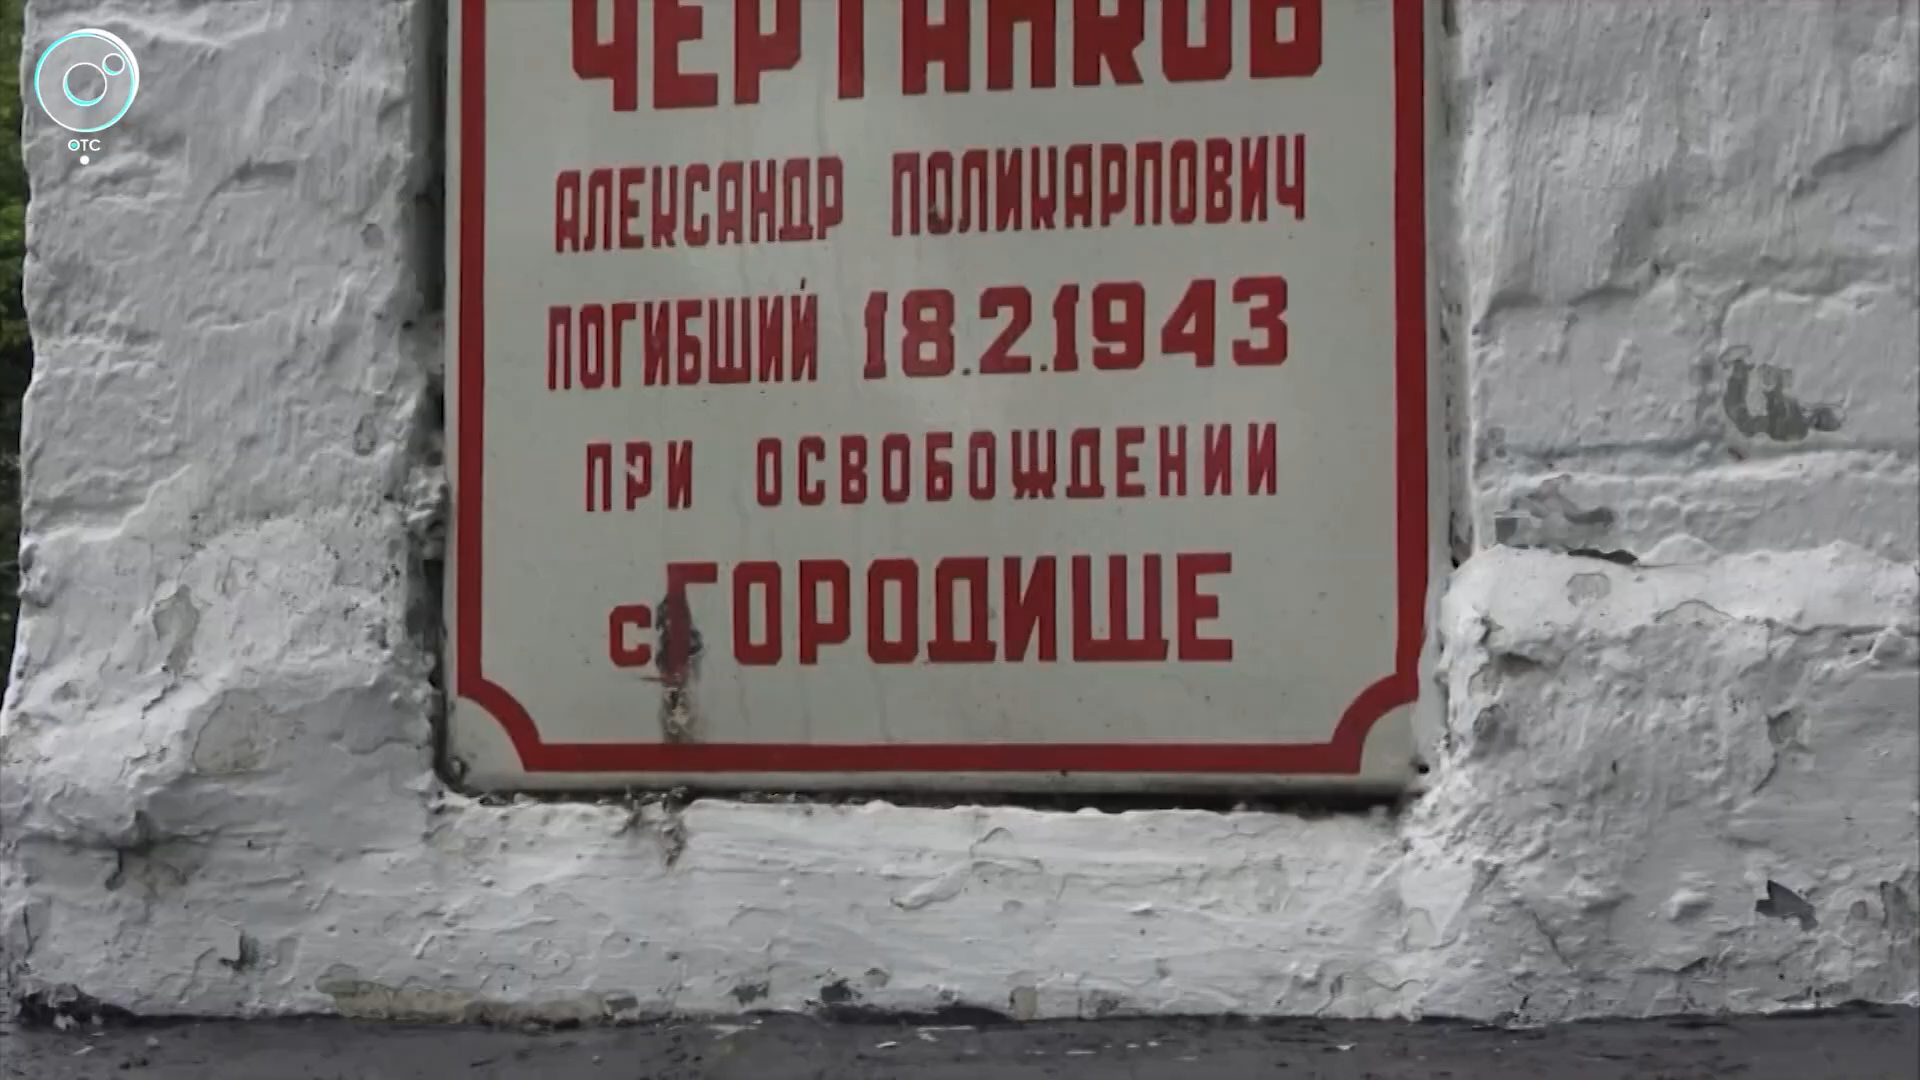 ОТС
ЧЕРТАНКОВ
АЛЕКСАНДР ПОЛИКАРПОВИЧ
ПОГИБШИЙ 18.2.1943
ПРИ ОСВОБОЖДЕНИИ
с ГОРОДИЩЕ